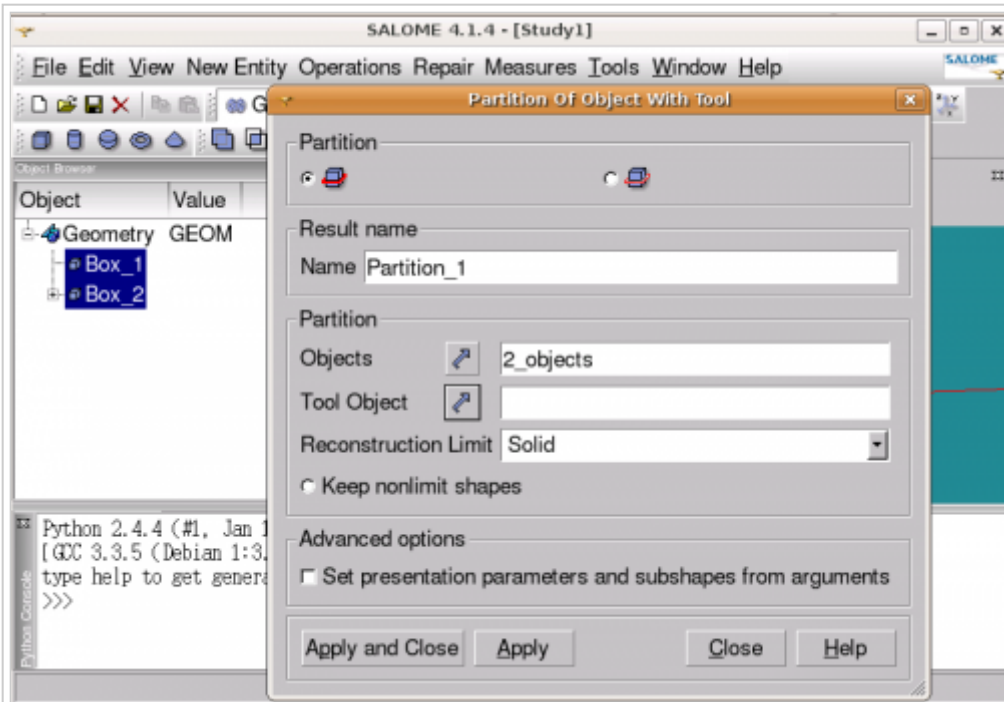 SALOME 4.1.4 - [Study1]
File Edit View New Entity Operations Repair Measures Tools Window Help
SALOME
G
Partition Of Object With Tool
Object Browser
Object Value
Geometry GEOM
Box_1
Box_2
Partition
Result name
Name Partition_1
Partition
Objects 2_objects
Tool Object
Reconstruction Limit Solid
Keep nonlimit shapes
Advanced options
Set presentation parameters and subshapes from arguments
Apply and Close Apply Close Help
Python Console
Python 2.4.4 (#1, Jan 1
[GCC 3.3.5 (Debian 1:3.
type help to get genera
>>>